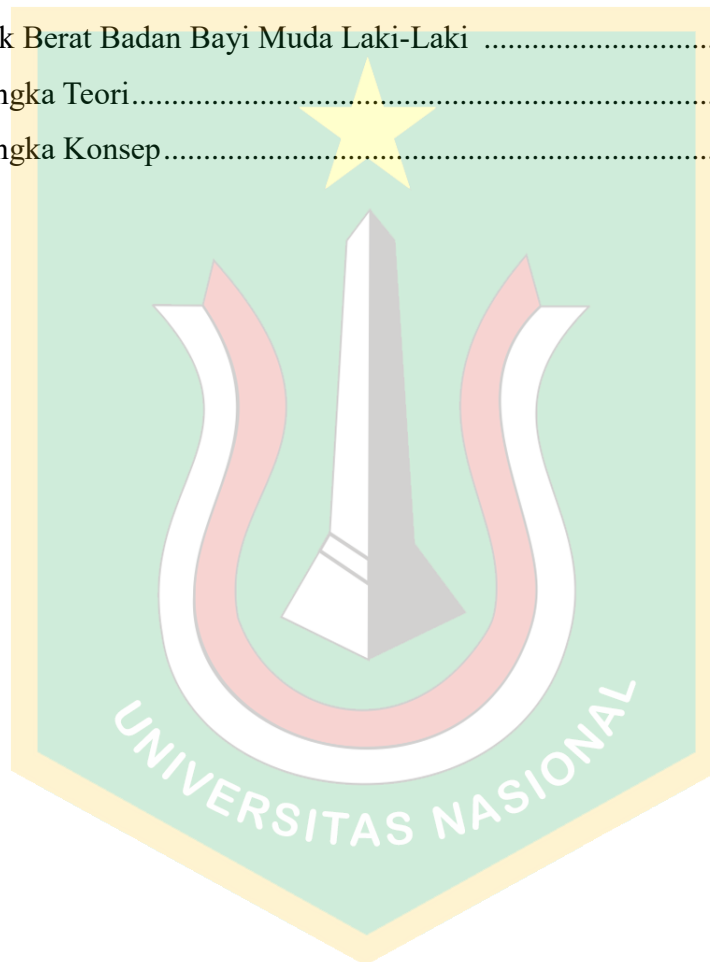 k Berat Badan Bayi Muda Laki-Laki ..............................
ngka Teori........................................................................
ngka Konsep....................................................................
UNIVERSITAS NASIONAL